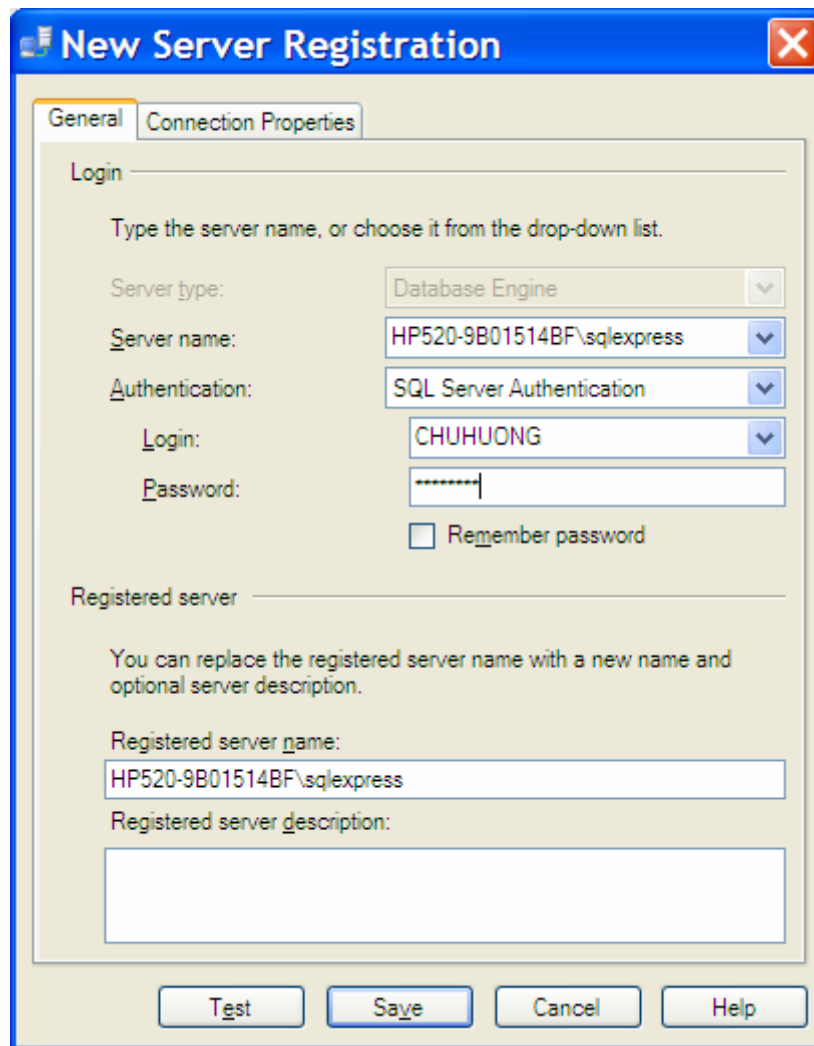 New Server Registration
General
Connection Properties
Login
Type the server name, or choose it from the drop-down list.
Server type:
Database Engine
Server name:
HP520-9B01514BF\sqlexpress
Authentication:
SQL Server Authentication
Login:
CHUHUONG
Password:
********
Remember password
Registered server
You can replace the registered server name with a new name and
optional server description.
Registered server name:
HP520-9B01514BF\sqlexpress
Registered server description:
Test
Save
Cancel
Help